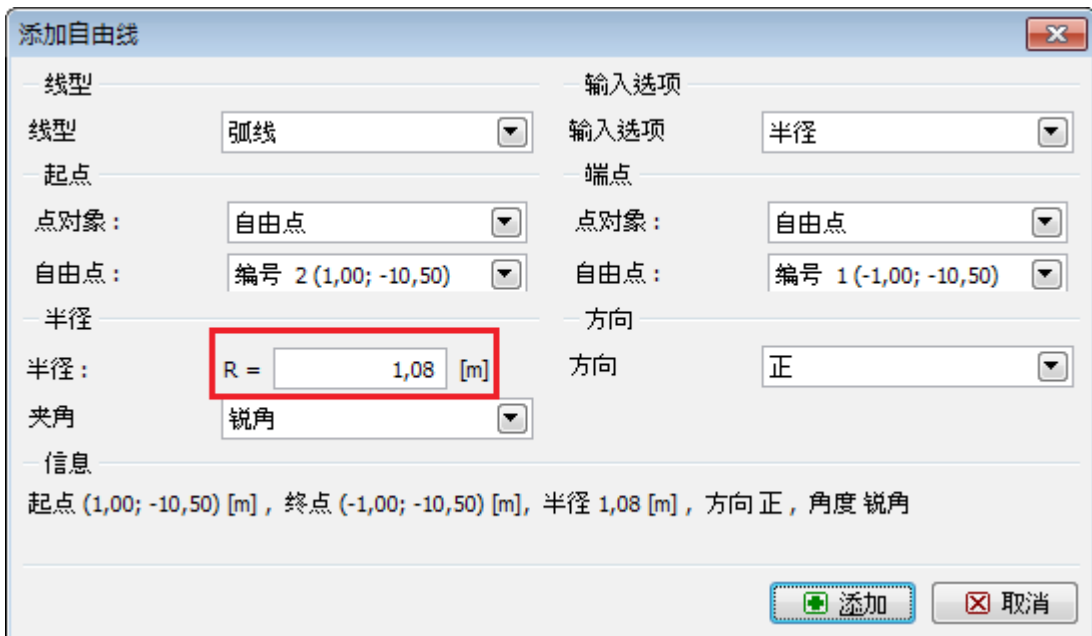 添加自由线
线型 输入选项
线型 弧线 输入选项 半径
起点 端点
点对象： 自由点 点对象： 自由点
自由点： 编号 2 (1,00; -10,50) 自由点： 编号 1 (-1,00; -10,50)
半径 方向
半径： R = 1,08 [m] 方向 正
夹角 锐角
信息
起点 (1,00; -10,50) [m] , 终点 (-1,00; -10,50) [m], 半径 1,08 [m] , 方向 正 , 角度 锐角
添加 取消